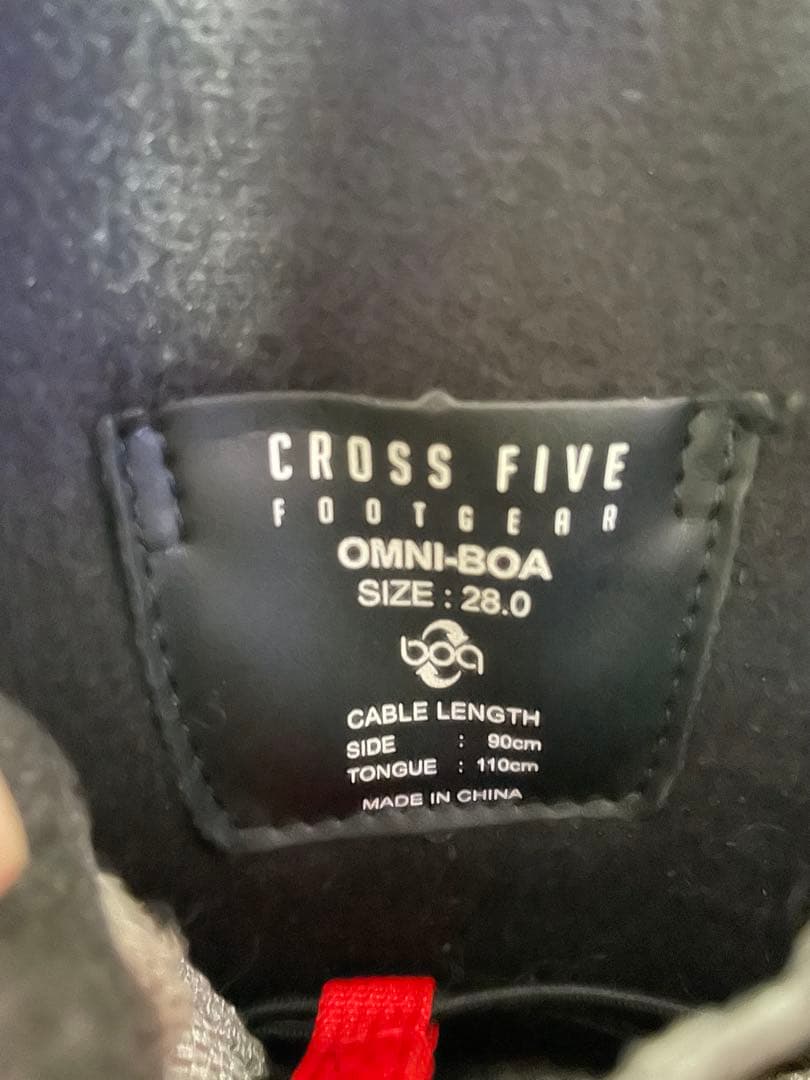 CROSS FIVE
FOOTGEAR
OMNI-BOA
SIZE : 28.0
boa
CABLE LENGTH
SIDE : 90cm
TONGUE : 110cm
MADE IN CHINA